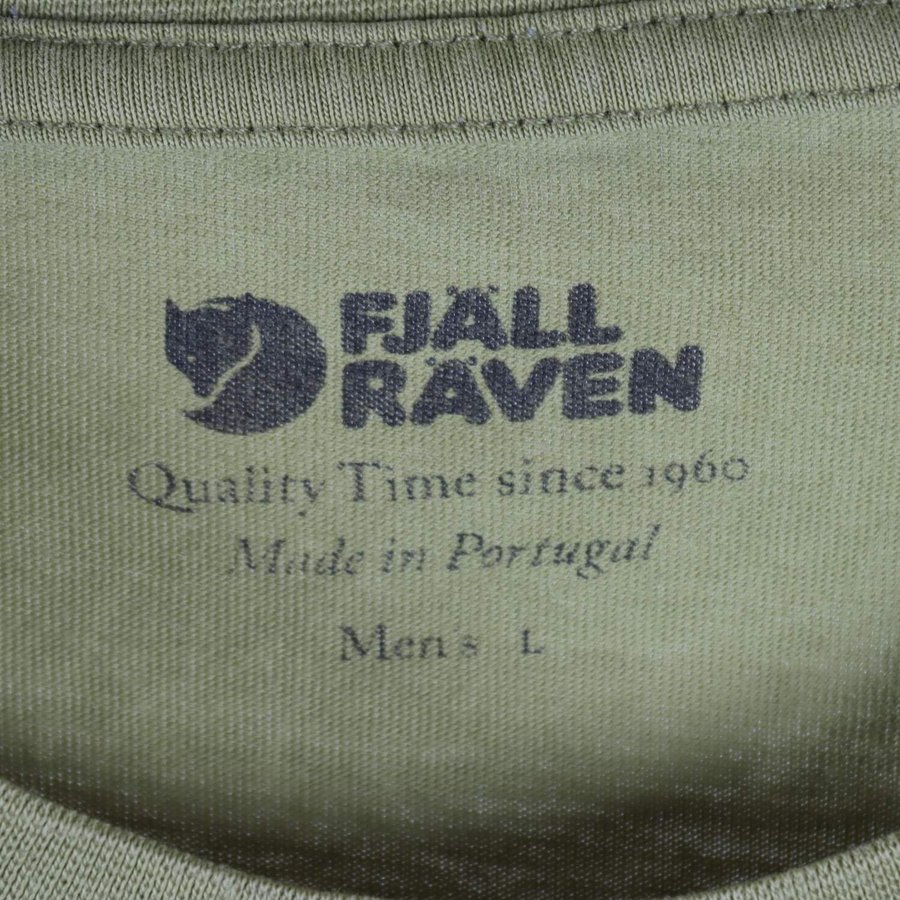 FJÄLL
RÄVEN
Quality Time since 1960
Made in Portugal
Men's L